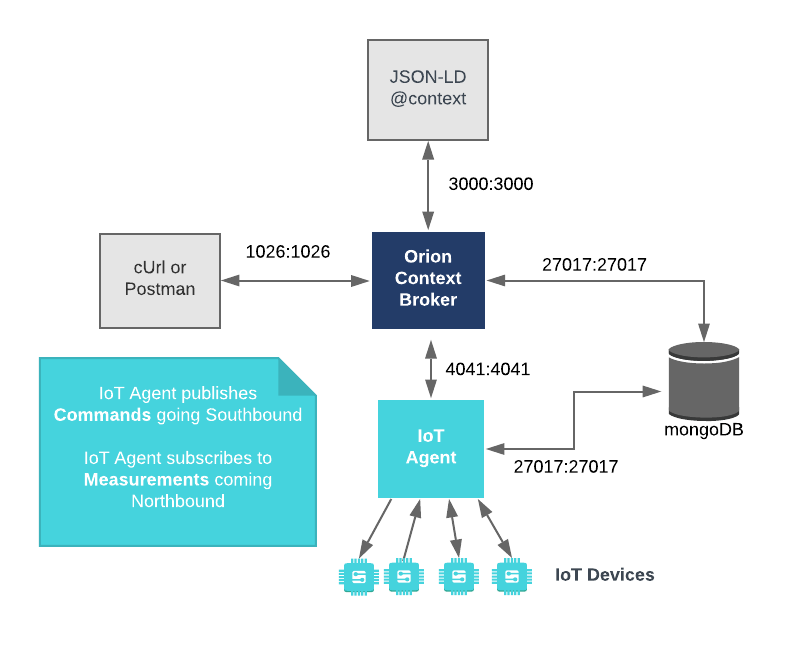 JSON-LD
@context
3000:3000
cUrl or
Postman
1026:1026
Orion
Context
Broker
27017:27017
mongoDB
4041:4041
IoT
Agent
27017:27017
IoT Agent publishes
Commands going Southbound
IoT Agent subscribes to
Measurements coming
Northbound
IoT Devices